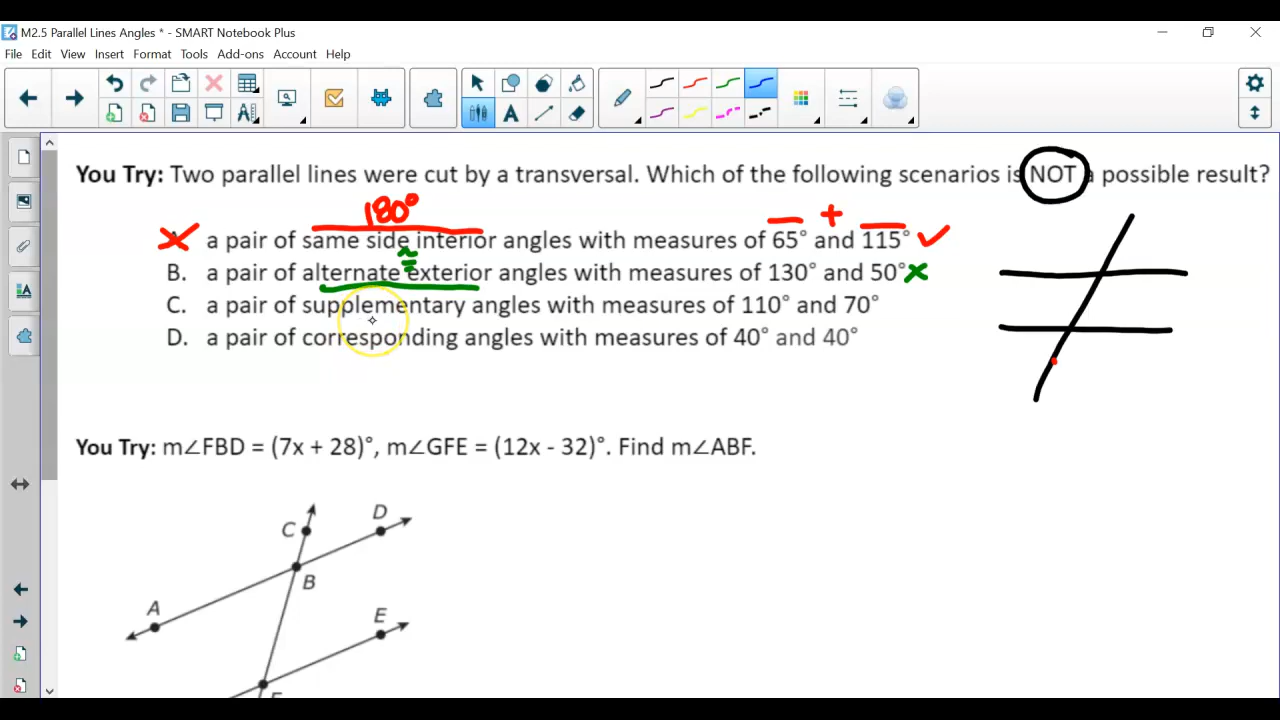 M2.5 Parallel Lines Angles * - SMART Notebook Plus
File Edit View Insert Format Tools Add-ons Account Help
You Try: Two parallel lines were cut by a transversal. Which of the following scenarios is NOT a possible result?
180°
+
A. a pair of same side interior angles with measures of 65° and 115° ✓
≅
B. a pair of alternate exterior angles with measures of 130° and 50° ×
C. a pair of supplementary angles with measures of 110° and 70°
D. a pair of corresponding angles with measures of 40° and 40°
You Try: m∠FBD = (7x + 28)°, m∠GFE = (12x - 32)°. Find m∠ABF.
C
D
B
A
E
F